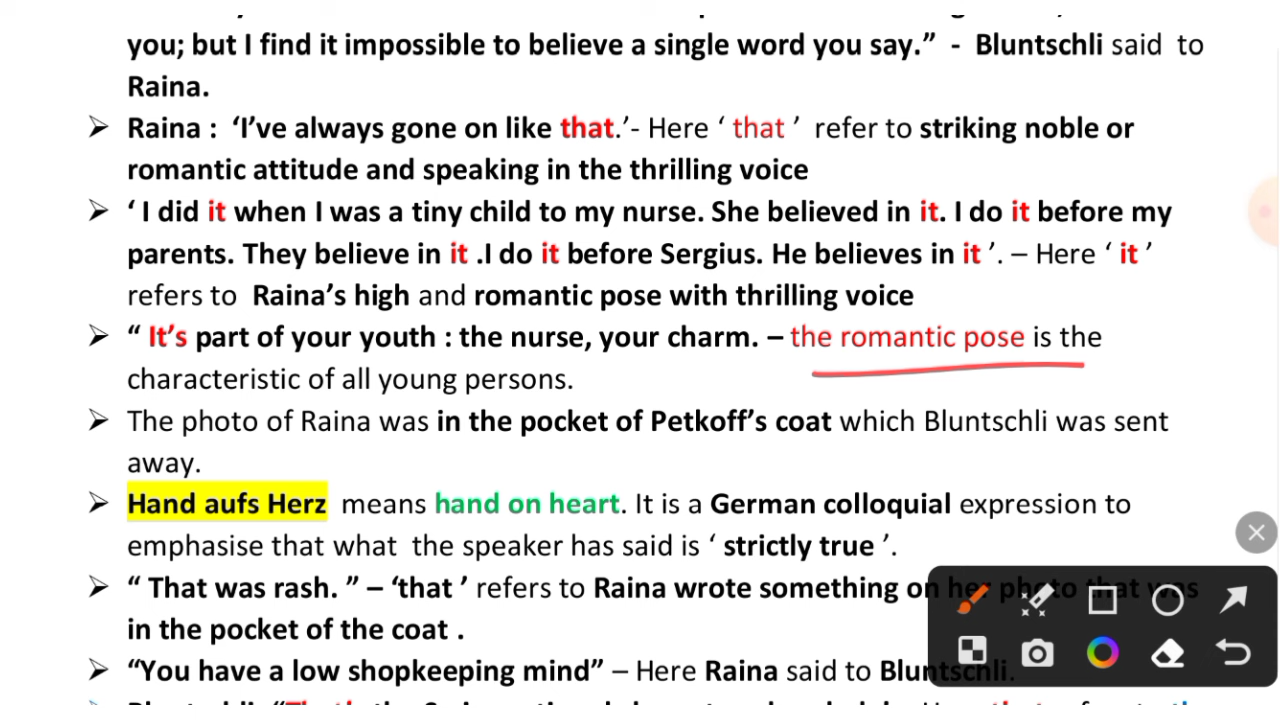 you; but I find it impossible to believe a single word you say.” - Bluntschli said to
Raina.
➢ Raina : ‘I’ve always gone on like that.’- Here ‘ that ’ refer to striking noble or
romantic attitude and speaking in the thrilling voice
➢ ‘ I did it when I was a tiny child to my nurse. She believed in it. I do it before my
parents. They believe in it .I do it before Sergius. He believes in it ’. – Here ‘ it ’
refers to Raina’s high and romantic pose with thrilling voice
➢ “ It’s part of your youth : the nurse, your charm. – the romantic pose is the
characteristic of all young persons.
➢ The photo of Raina was in the pocket of Petkoff’s coat which Bluntschli was sent
away.
➢ Hand aufs Herz means hand on heart. It is a German colloquial expression to
emphasise that what the speaker has said is ‘ strictly true ’.
➢ “ That was rash. ” – ‘that ’ refers to Raina wrote something on her photo that was
in the pocket of the coat .
➢ “You have a low shopkeeping mind” – Here Raina said to Bluntschli.